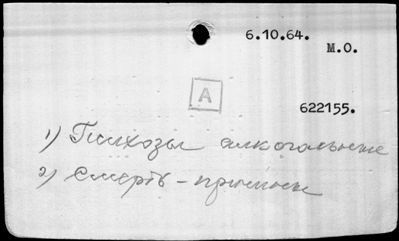 6.10.64.
М.О.
А
622155.
1) Психозы алкогольные
2) Смерть - причины